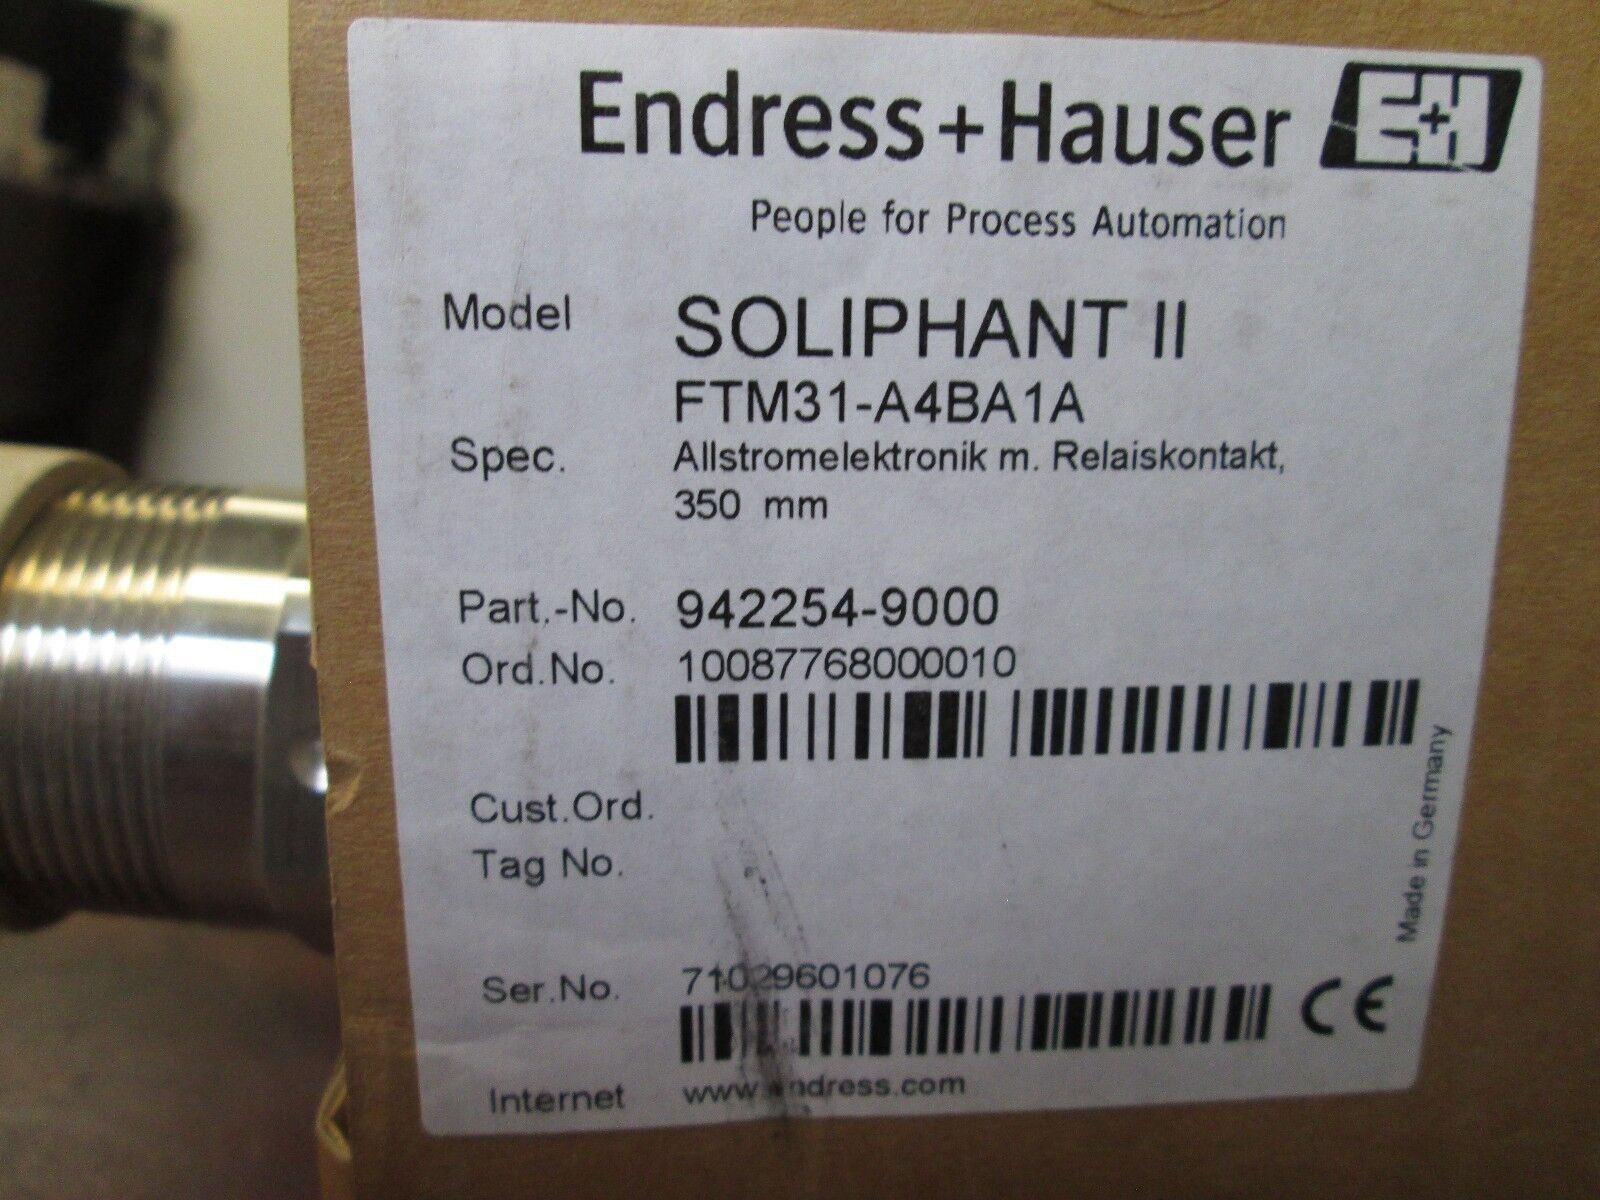 Endress+Hauser E+H
People for Process Automation
Model SOLIPHANT II
FTM31-A4BA1A
Spec. Allstromelektronik m. Relaiskontakt,
350 mm
Part.-No. 942254-9000
Ord.No. 10087768000010
Cust.Ord.
Tag No.
Made in Germany
Ser.No. 71029601076
CE
Internet www.endress.com